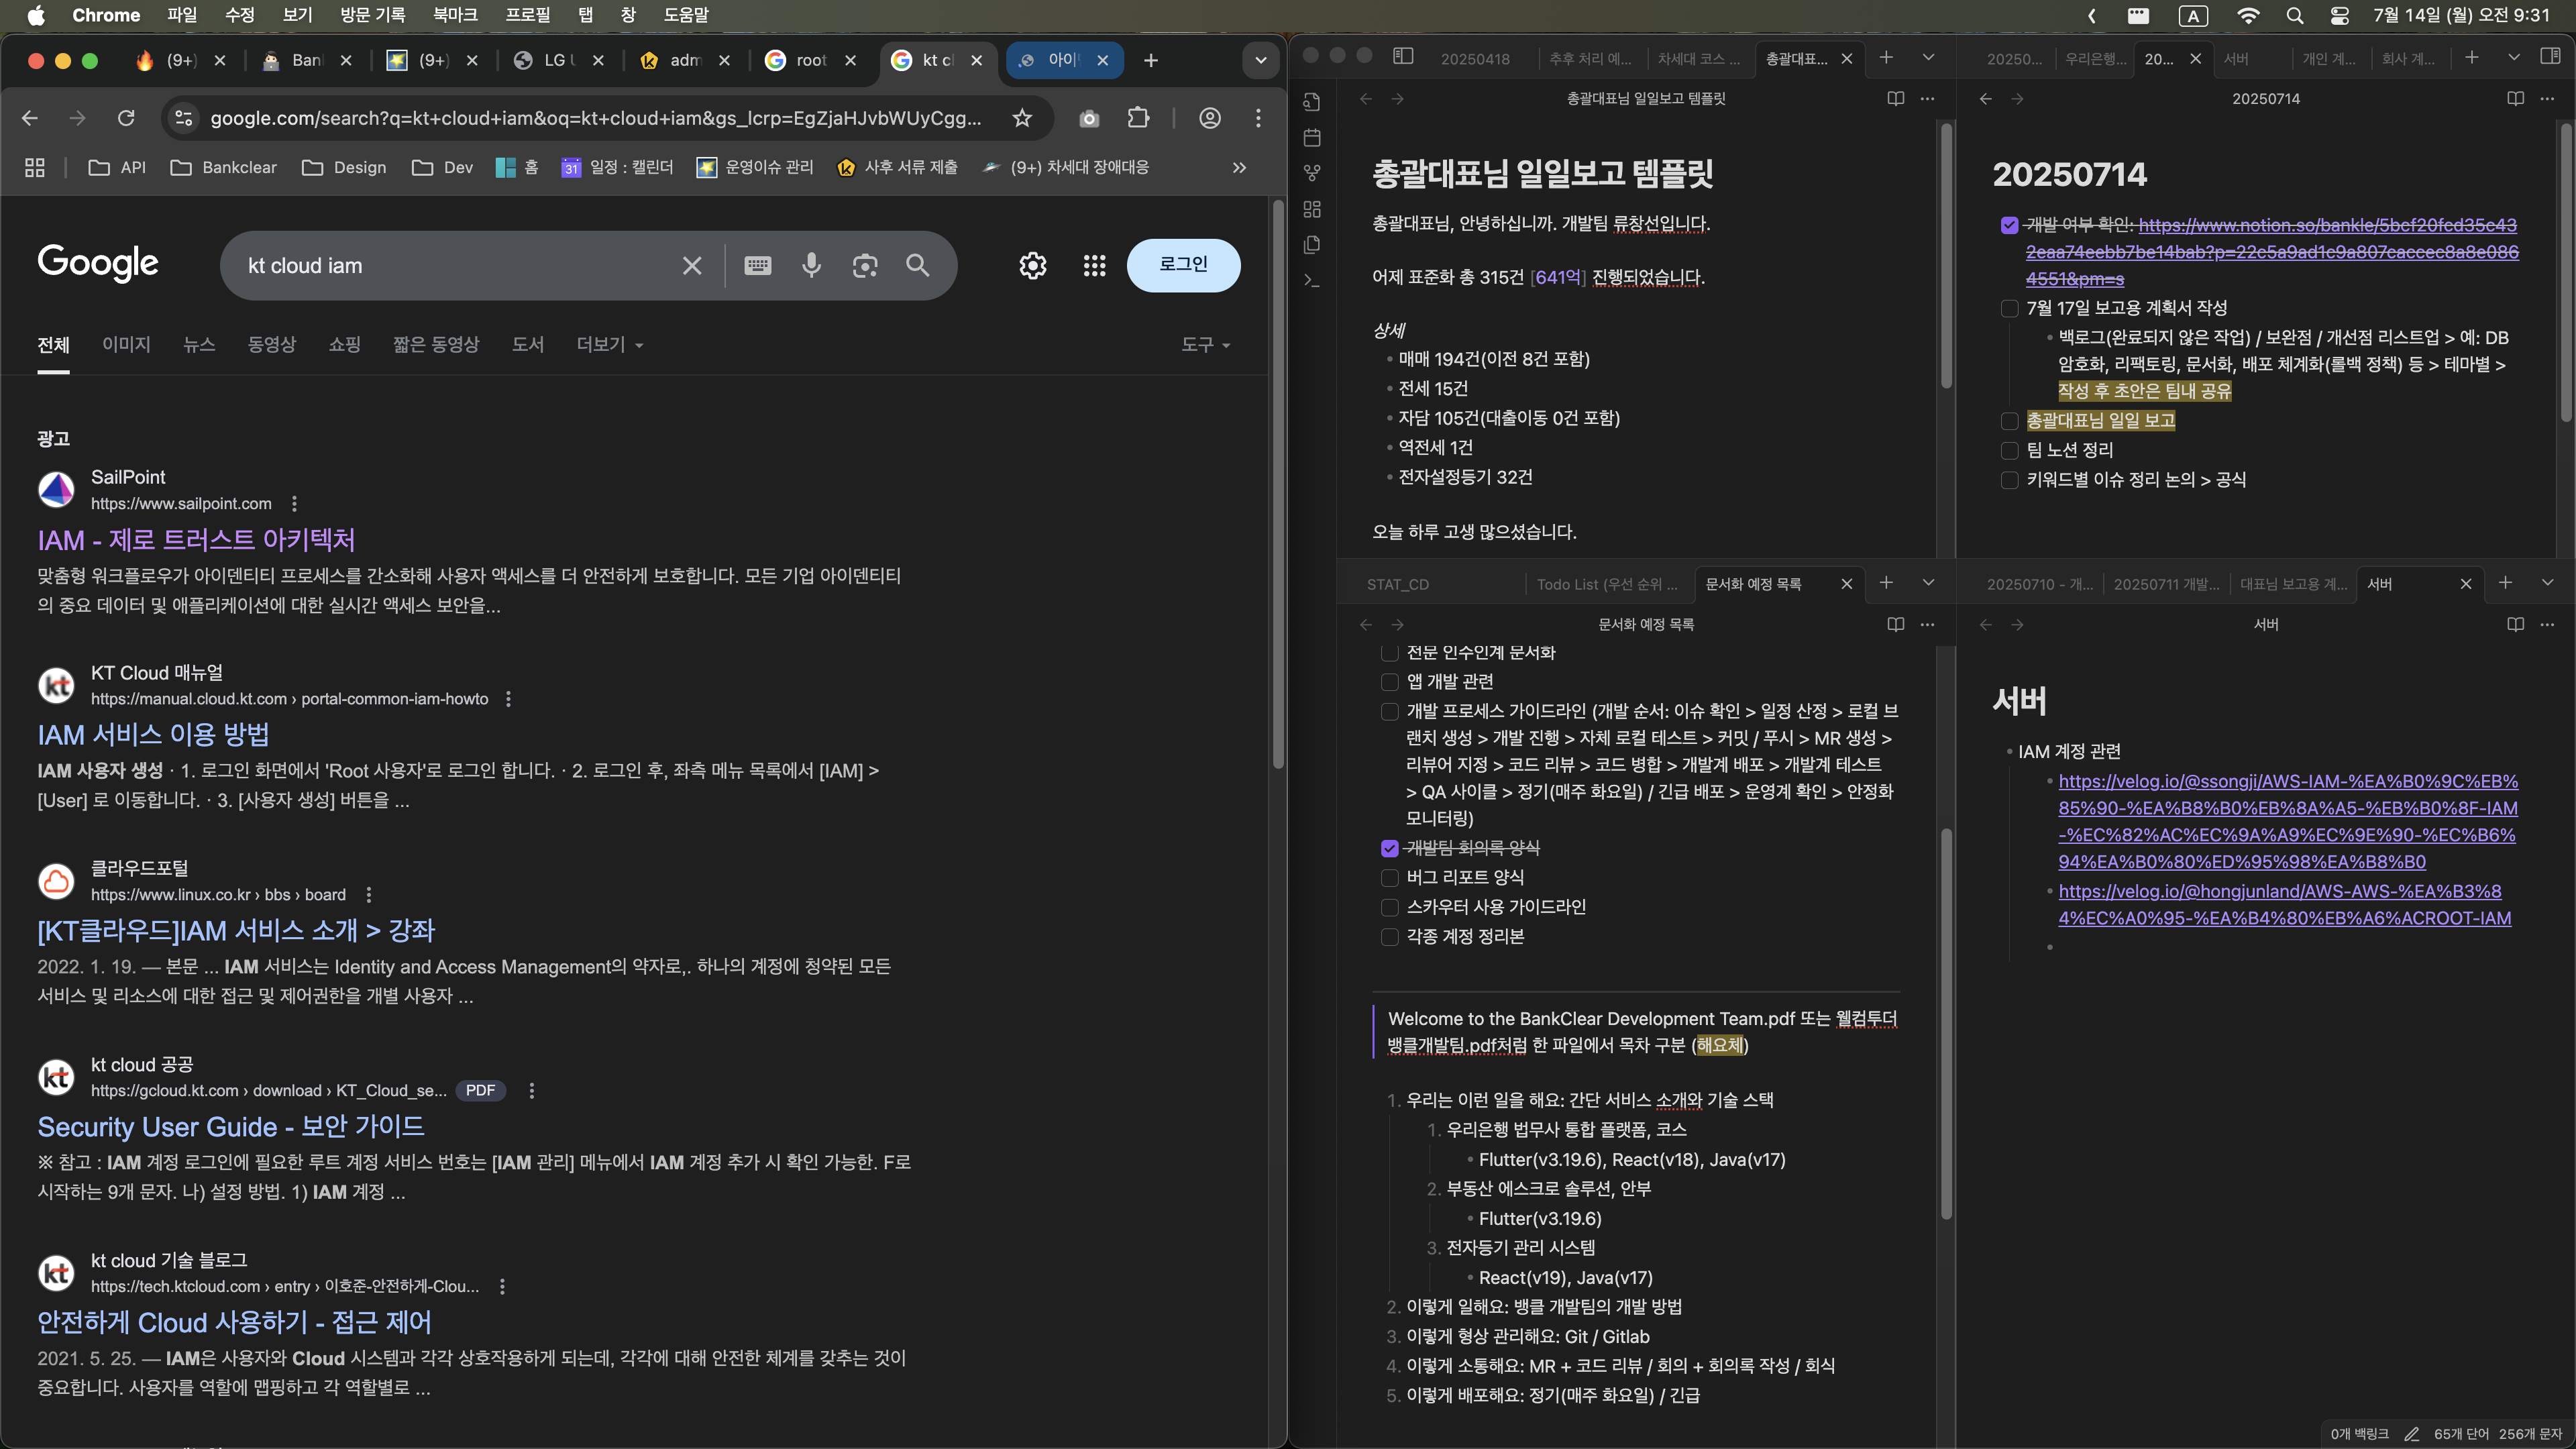 Chrome 파일 수정 보기 방문 기록 북마크 프로필 탭 창 도움말 A 7월 14일 (월) 오전 9:31
(9+) Banl (9+) LG adm root kt cl 아이
google.com/search?q=kt+cloud+iam&oq=kt+cloud+iam&gs_lcrp=EgZjaHJvbWUyCgg...
API Bankclear Design Dev 홈 31 일정 : 캘린더 운영이슈 관리 사후 서류 제출 (9+) 차세대 장애대응
Google kt cloud iam 로그인
전체 이미지 뉴스 동영상 쇼핑 짧은 동영상 도서 더보기 도구
광고
SailPoint
https://www.sailpoint.com
IAM - 제로 트러스트 아키텍처
맞춤형 워크플로우가 아이덴티티 프로세스를 간소화해 사용자 액세스를 더 안전하게 보호합니다. 모든 기업 아이덴티티
의 중요 데이터 및 애플리케이션에 대한 실시간 액세스 보안을...
kt
KT Cloud 매뉴얼
https://manual.cloud.kt.com › portal-common-iam-howto
IAM 서비스 이용 방법
IAM 사용자 생성 · 1. 로그인 화면에서 'Root 사용자'로 로그인 합니다. · 2. 로그인 후, 좌측 메뉴 목록에서 [IAM] >
[User] 로 이동합니다. · 3. [사용자 생성] 버튼을 ...
클라우드포털
https://www.linux.co.kr › bbs › board
[KT클라우드]IAM 서비스 소개 > 강좌
2022. 1. 19. — 본문 ... IAM 서비스는 Identity and Access Management의 약자로,. 하나의 계정에 청약된 모든
서비스 및 리소스에 대한 접근 및 제어권한을 개별 사용자 ...
kt
kt cloud 공공
https://gcloud.kt.com › download › KT_Cloud_se... PDF
Security User Guide - 보안 가이드
※ 참고 : IAM 계정 로그인에 필요한 루트 계정 서비스 번호는 [IAM 관리] 메뉴에서 IAM 계정 추가 시 확인 가능한. F로
시작하는 9개 문자. 나) 설정 방법. 1) IAM 계정 ...
kt
kt cloud 기술 블로그
https://tech.ktcloud.com › entry › 이호준-안전하게-Clou...
안전하게 Cloud 사용하기 - 접근 제어
2021. 5. 25. — IAM은 사용자와 Cloud 시스템과 각각 상호작용하게 되는데, 각각에 대해 안전한 체계를 갖추는 것이
중요합니다. 사용자를 역할에 맵핑하고 각 역할별로 ...
20250418 추후 처리 예... 차세대 코스 ... 총괄대표...
총괄대표님 일일보고 템플릿
총괄대표님 일일보고 템플릿
총괄대표님, 안녕하십니까. 개발팀 류창선입니다.
어제 표준화 총 315건 [641억] 진행되었습니다.
상세
매매 194건(이전 8건 포함)
전세 15건
자담 105건(대출이동 0건 포함)
역전세 1건
전자설정등기 32건
오늘 하루 고생 많으셨습니다.
20250... 우리은행... 20... 서버 개인 계... 회사 계...
20250714
20250714
개발 여부 확인: https://www.notion.so/bankle/5bcf20fcd35c43
2eaa74eebb7be14bab?p=22c5a9ad1c9a807caccec8a8e086
4551&pm=s
7월 17일 보고용 계획서 작성
백로그(완료되지 않은 작업) / 보완점 / 개선점 리스트업 > 예: DB
암호화, 리팩토링, 문서화, 배포 체계화(롤백 정책) 등 > 테마별 >
작성 후 초안은 팀내 공유
총괄대표님 일일 보고
팀 노션 정리
키워드별 이슈 정리 논의 > 공식
STAT_CD Todo List (우선 순위 ... 문서화 예정 목록
문서화 예정 목록
전문 인수인계 문서화
앱 개발 관련
개발 프로세스 가이드라인 (개발 순서: 이슈 확인 > 일정 산정 > 로컬 브
랜치 생성 > 개발 진행 > 자체 로컬 테스트 > 커밋 / 푸시 > MR 생성 >
리뷰어 지정 > 코드 리뷰 > 코드 병합 > 개발계 배포 > 개발계 테스트
> QA 사이클 > 정기(매주 화요일) / 긴급 배포 > 운영계 확인 > 안정화
모니터링)
개발팀 회의록 양식
버그 리포트 양식
스카우터 사용 가이드라인
각종 계정 정리본
Welcome to the BankClear Development Team.pdf 또는 웰컴투더
뱅클개발팀.pdf처럼 한 파일에서 목차 구분 (해요체)
1. 우리는 이런 일을 해요: 간단 서비스 소개와 기술 스택
1. 우리은행 법무사 통합 플랫폼, 코스
Flutter(v3.19.6), React(v18), Java(v17)
2. 부동산 에스크로 솔루션, 안부
Flutter(v3.19.6)
3. 전자등기 관리 시스템
React(v19), Java(v17)
2. 이렇게 일해요: 뱅클 개발팀의 개발 방법
3. 이렇게 형상 관리해요: Git / Gitlab
4. 이렇게 소통해요: MR + 코드 리뷰 / 회의 + 회의록 작성 / 회식
5. 이렇게 배포해요: 정기(매주 화요일) / 긴급
20250710 - 개... 20250711 개발... 대표님 보고용 계... 서버
서버
서버
IAM 계정 관련
https://velog.io/@ssongji/AWS-IAM-%EA%B0%9C%EB%
85%90-%EA%B8%B0%EB%8A%A5-%EB%B0%8F-IAM
-%EC%82%AC%EC%9A%A9%EC%9E%90-%EC%B6%
94%EA%B0%80%ED%95%98%EA%B8%B0
https://velog.io/@hongjunland/AWS-AWS-%EA%B3%8
4%EC%A0%95-%EA%B4%80%EB%A6%ACROOT-IAM
0개 백링크 65개 단어 256개 문자